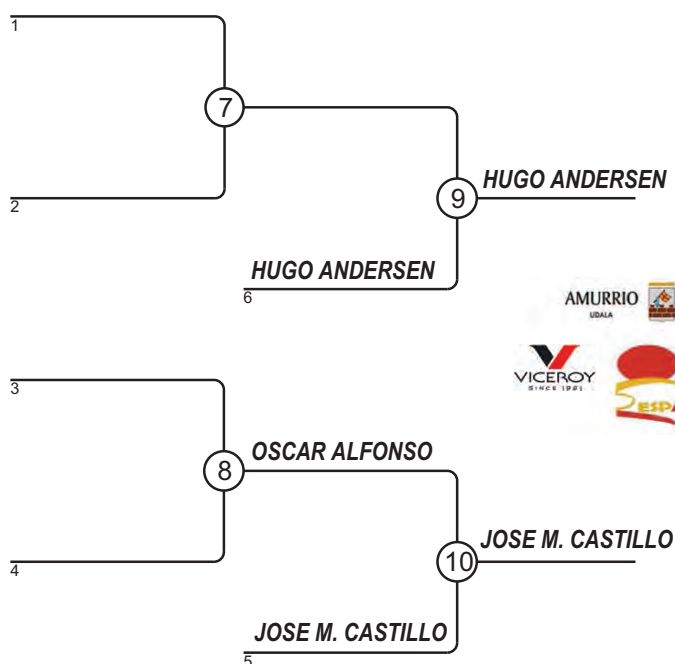 1
7
2
HUGO ANDERSEN
9
HUGO ANDERSEN
6
AMURRIO
UDALA
VICEROY
SINCE 1951
3
8
OSCAR ALFONSO
4
JOSE M. CASTILLO
10
JOSE M. CASTILLO
5